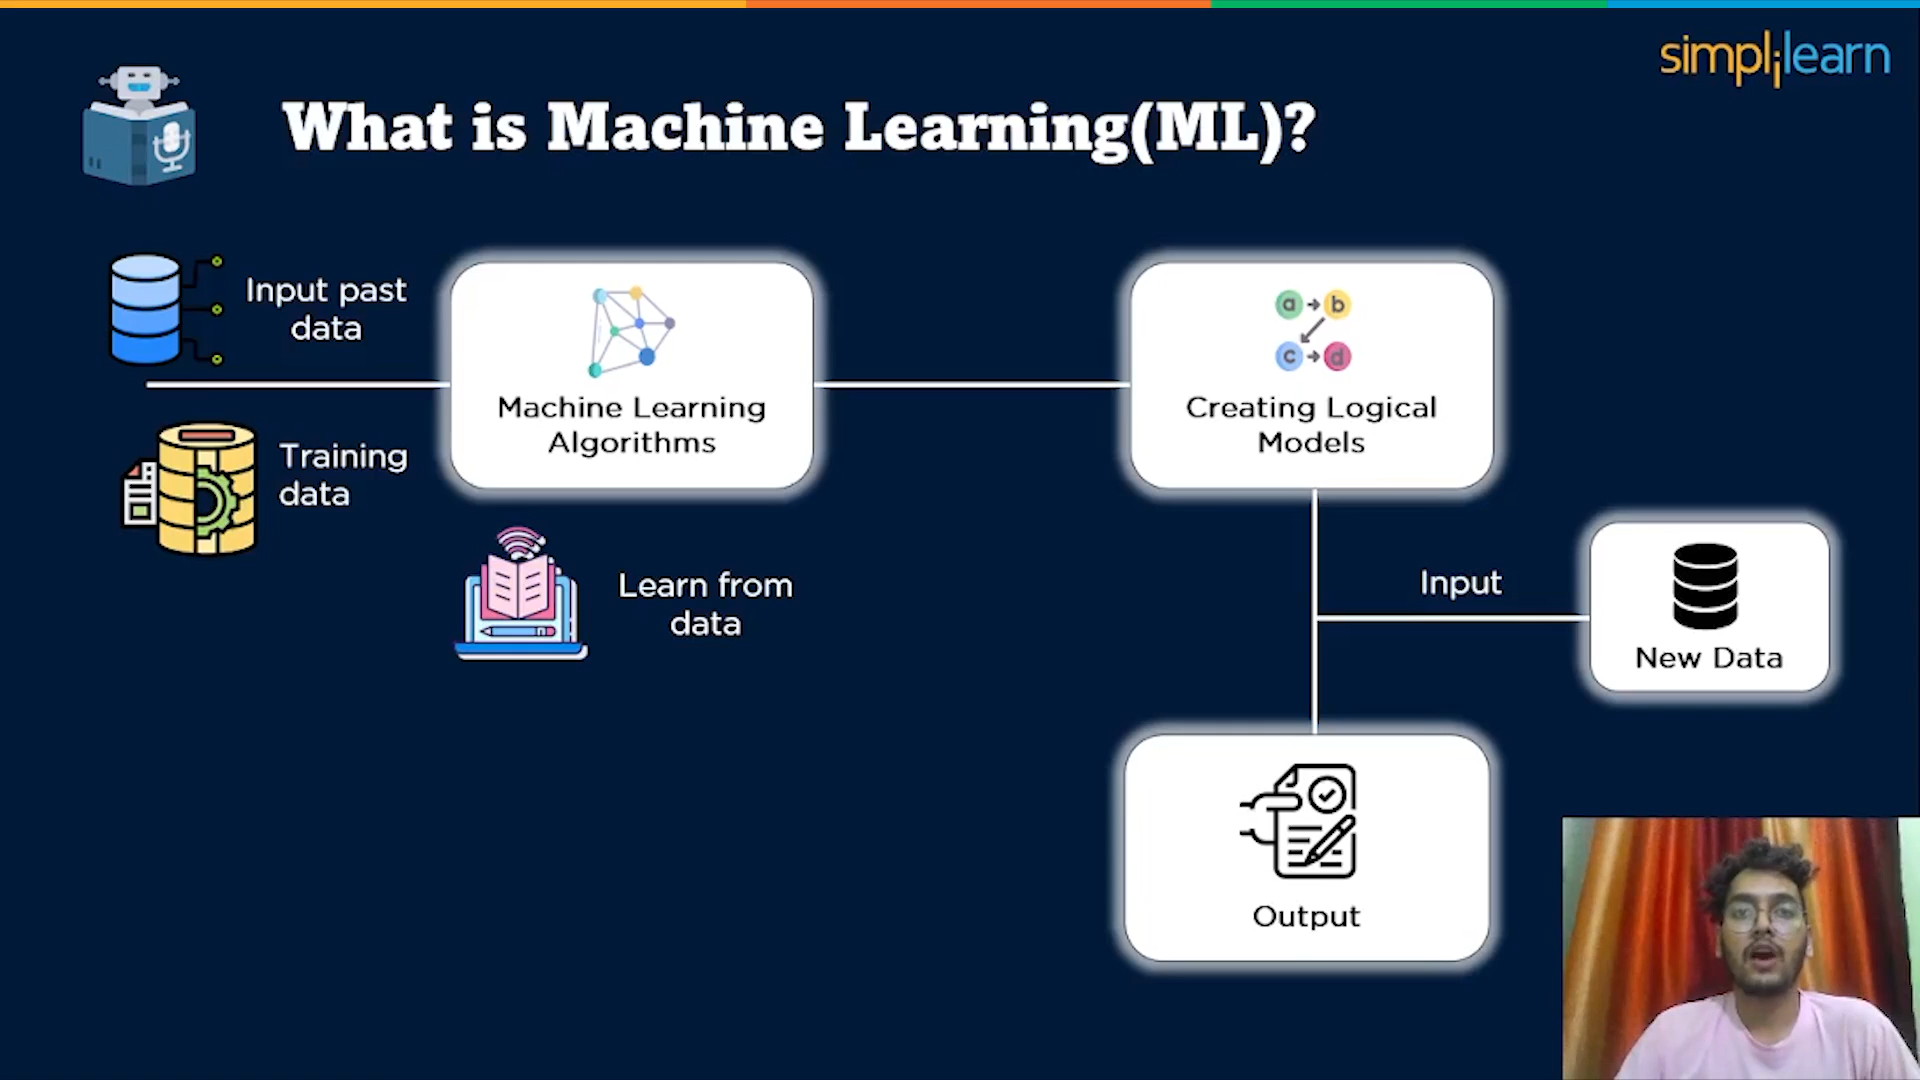 simplilearn
What is Machine Learning(ML)?
Input past
data
Machine Learning
Algorithms
a b
c d
Creating Logical
Models
Training
data
Learn from
data
Input
New Data
Output